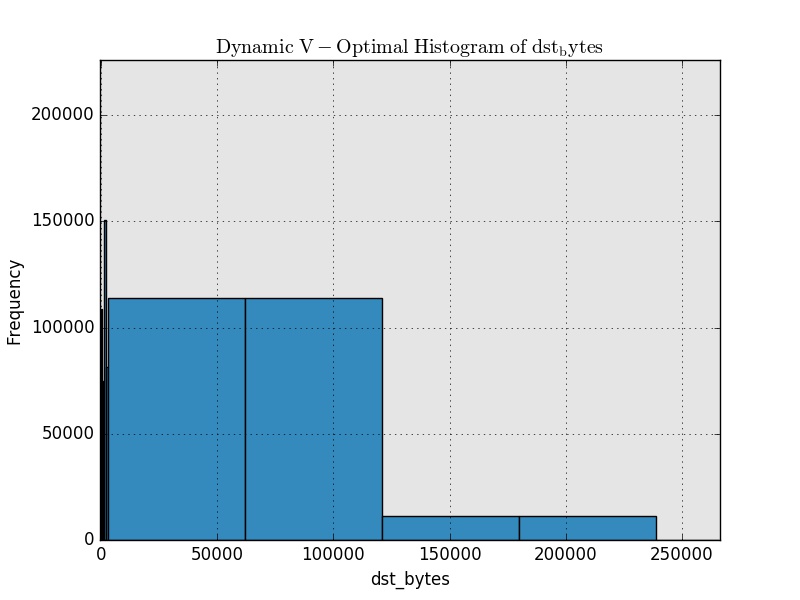 Dynamic V − Optimal Histogram of dst_bytes
200000
150000
100000
50000
0
Frequency
0 50000 100000 150000 200000 250000
dst_bytes